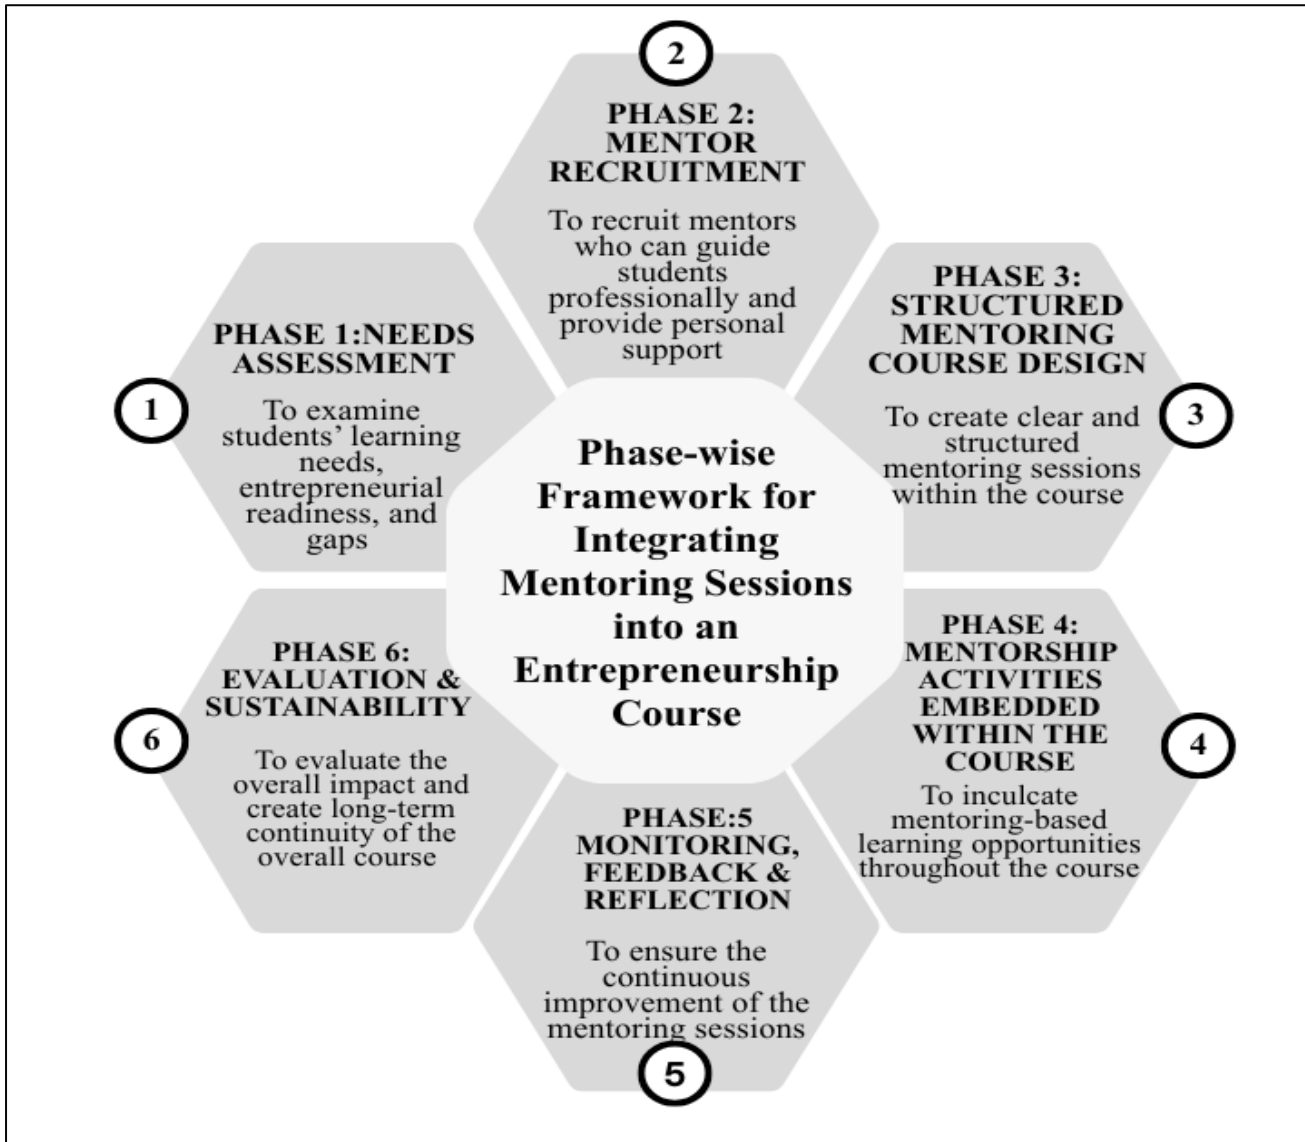 Phase-wise
Framework for
Integrating
Mentoring Sessions
into an
Entrepreneurship
Course
1
PHASE 1:NEEDS
ASSESSMENT
To examine
students’ learning
needs,
entrepreneurial
readiness, and
gaps
2
PHASE 2:
MENTOR
RECRUITMENT
To recruit mentors
who can guide
students
professionally and
provide personal
support
3
PHASE 3:
STRUCTURED
MENTORING
COURSE DESIGN
To create clear and
structured
mentoring sessions
within the course
4
PHASE 4:
MENTORSHIP
ACTIVITIES
EMBEDDED
WITHIN THE
COURSE
To inculcate
mentoring-based
learning opportunities
throughout the course
PHASE:5
MONITORING,
FEEDBACK &
REFLECTION
To ensure the
continuous
improvement of the
mentoring sessions
5
6
PHASE 6:
EVALUATION &
SUSTAINABILITY
To evaluate the
overall impact and
create long-term
continuity of the
overall course